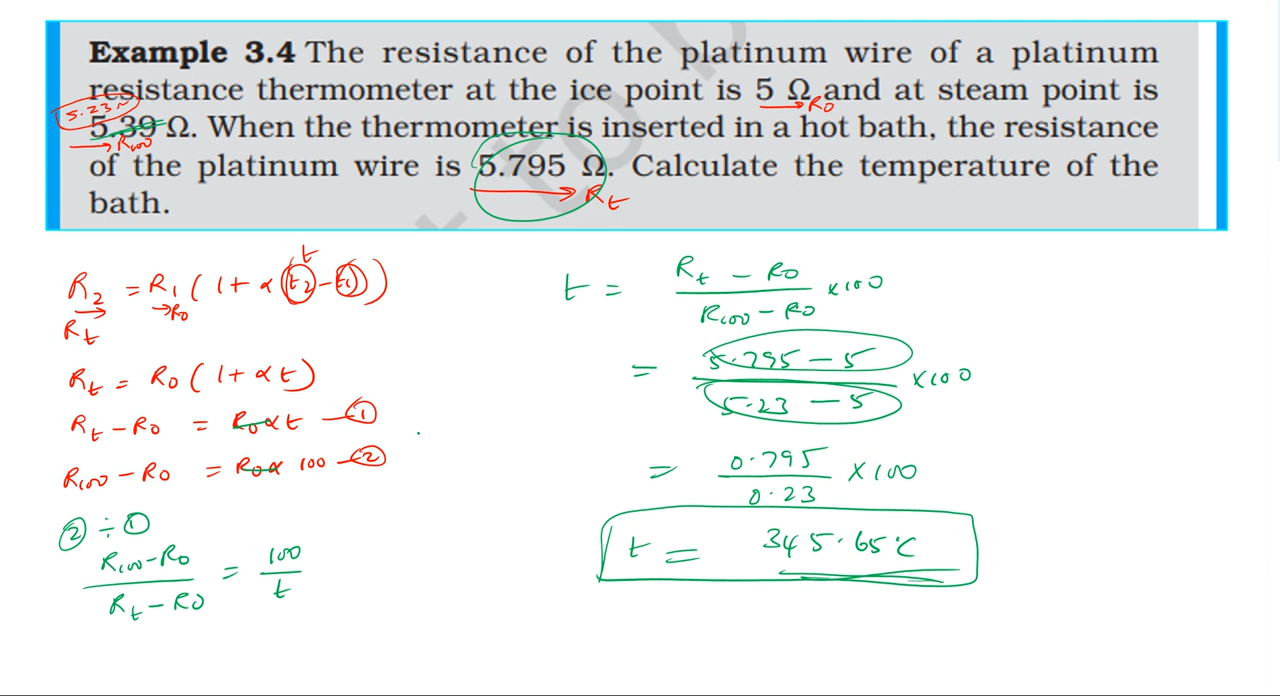 Example 3.4 The resistance of the platinum wire of a platinum
resistance thermometer at the ice point is 5 Ω and at steam point is
5.23 Ω
→R0
5.39 Ω. When the thermometer is inserted in a hot bath, the resistance
→ R100
of the platinum wire is 5.795 Ω. Calculate the temperature of the
→ Rt
bath.
t
R2 = R1 ( 1 + α (t2 - t1) )
→ →R0
Rt
Rt = R0 ( 1 + α t )
Rt - R0 = R0 α t — ①
R100 - R0 = R0 α 100 — ②
② ÷ ①
R100 - R0 / Rt - R0 = 100 / t
t = Rt - R0 / R100 - R0 × 100
= 5.795 - 5 / 5.23 - 5 × 100
= 0.795 / 0.23 × 100
t = 345.65°C